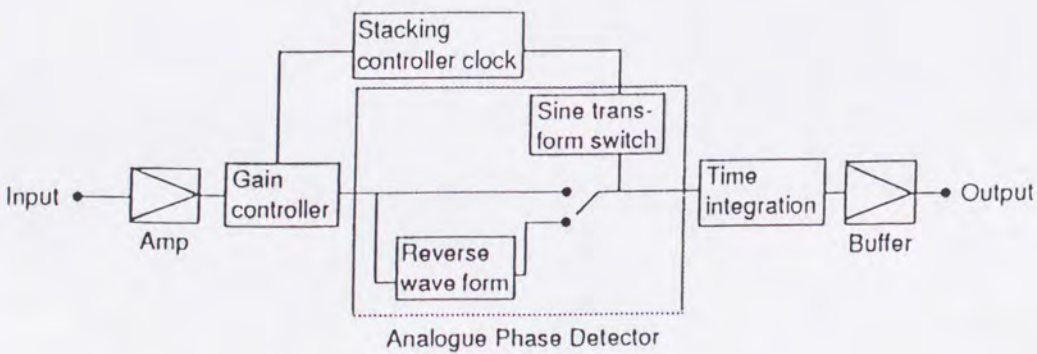 Stacking
controller clock
Sine trans-
form switch
Input
Amp
Gain
controller
Reverse
wave form
Time
integration
Buffer
Output
Analogue Phase Detector